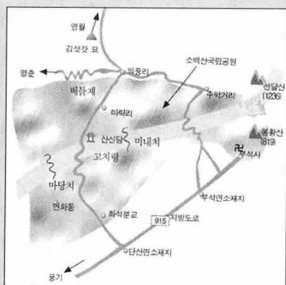 영월
김삿갓 묘
영춘
베틀재
의풍리
소백산국립공원
주막거리
선달산
(1236)
마락리
산신당
미내치
고치령
봉황산
(819)
부석사
마당치
연화동
좌석분교
부석면소재지
915
지방도로
단산면소재지
풍기